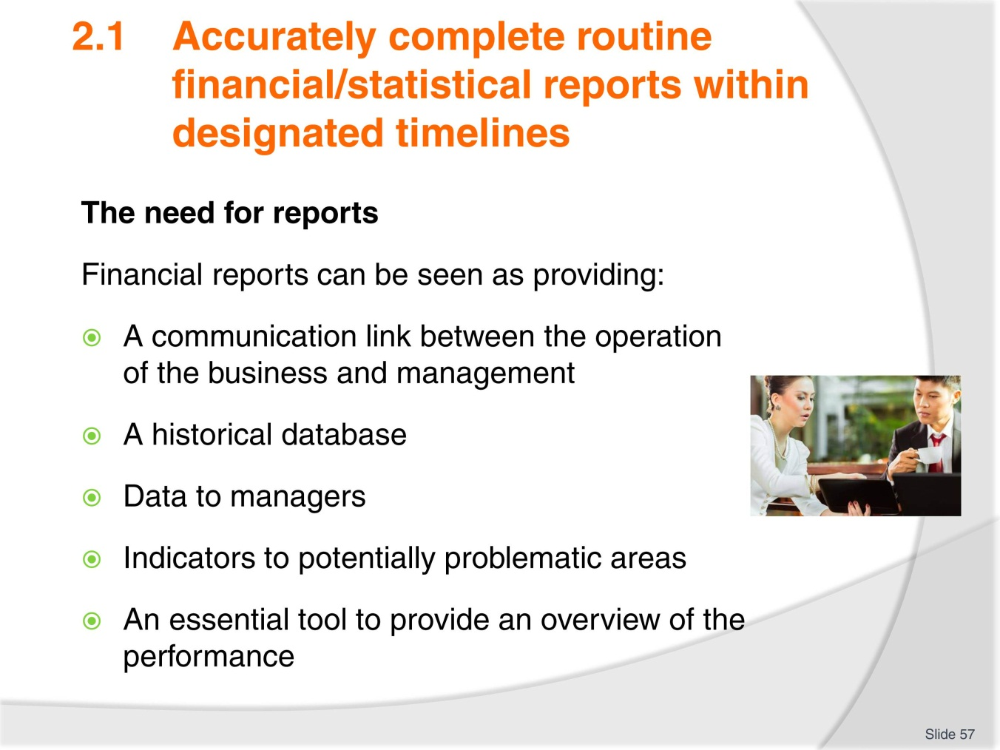 2.1 Accurately complete routine
financial/statistical reports within
designated timelines
The need for reports
Financial reports can be seen as providing:
A communication link between the operation
of the business and management
A historical database
Data to managers
Indicators to potentially problematic areas
An essential tool to provide an overview of the
performance
Slide 57